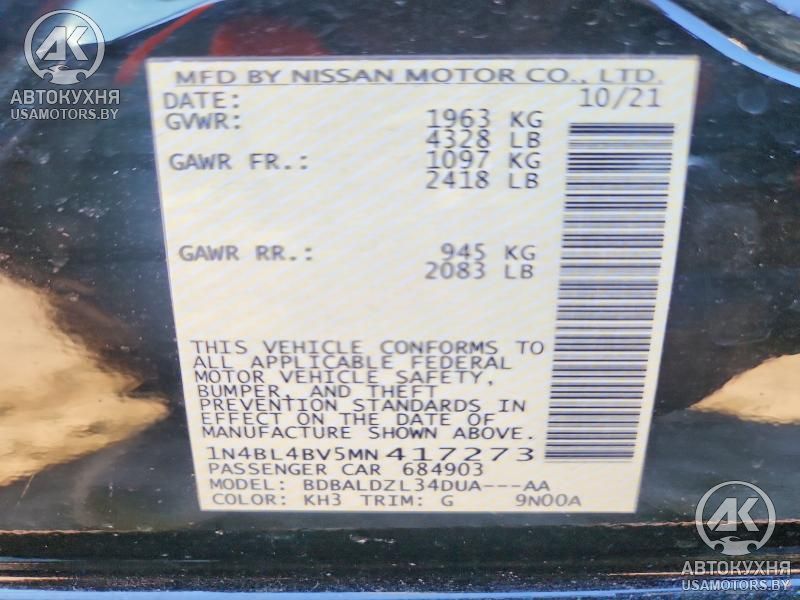 AK
АВТОКУХНЯ
USAMOTORS.BY
MFD BY NISSAN MOTOR CO., LTD.
DATE: 10/21
GVWR: 1963 KG
4328 LB
GAWR FR.: 1097 KG
2418 LB
GAWR RR.: 945 KG
2083 LB
THIS VEHICLE CONFORMS TO
ALL APPLICABLE FEDERAL
MOTOR VEHICLE SAFETY,
BUMPER, AND THEFT
PREVENTION STANDARDS IN
EFFECT ON THE DATE OF
MANUFACTURE SHOWN ABOVE.
1N4BL4BV5MN417273
PASSENGER CAR 684903
MODEL: BDBALDZL34DUA---AA
COLOR: KH3 TRIM: G 9N00A
AK
АВТОКУХНЯ
USAMOTORS.BY